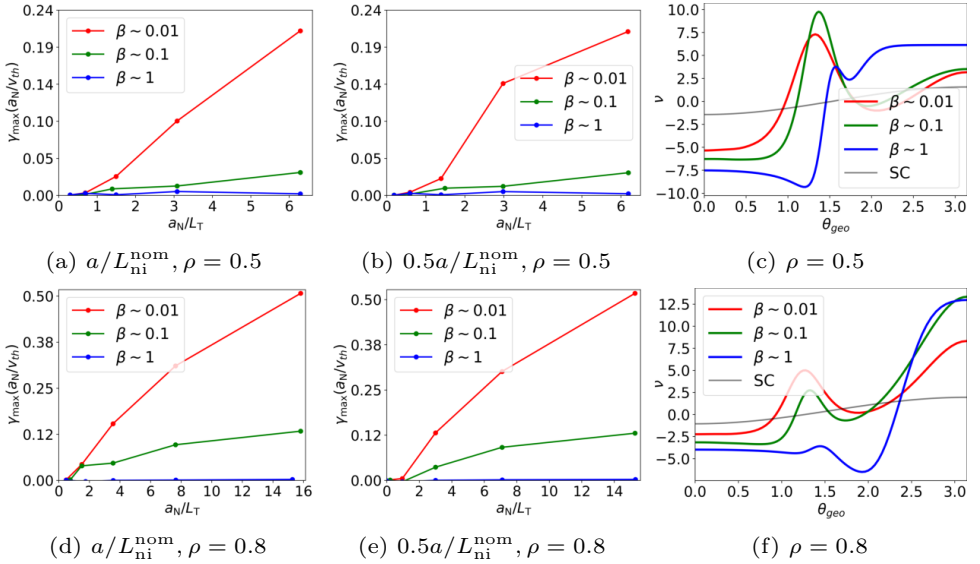 γmax(aN/vth)
0.24
0.20
0.14
0.10
0.05
0.00
β ~ 0.01
β ~ 0.1
β ~ 1
0 1 2 3 4 5 6
aN/LT
(a) a/Lni^nom, ρ = 0.5
γmax(aN/vth)
0.24
0.20
0.14
0.10
0.05
0.00
β ~ 0.01
β ~ 0.1
β ~ 1
0 1 2 3 4 5 6
aN/LT
(b) 0.5a/Lni^nom, ρ = 0.5
ν
10.0
7.5
5.0
2.5
0.0
−2.5
−5.0
−7.5
−10.0
β ~ 0.01
β ~ 0.1
β ~ 1
SC
0.0 0.5 1.0 1.5 2.0 2.5 3.0
θgeo
(c) ρ = 0.5
γmax(aN/vth)
0.50
0.38
0.25
0.12
0.00
β ~ 0.01
β ~ 0.1
β ~ 1
0 2 4 6 8 10 12 14 16
aN/LT
(d) a/Lni^nom, ρ = 0.8
γmax(aN/vth)
0.50
0.38
0.25
0.12
0.00
β ~ 0.01
β ~ 0.1
β ~ 1
0 2 4 6 8 10 12 14
aN/LT
(e) 0.5a/Lni^nom, ρ = 0.8
ν
12.5
10.0
7.5
5.0
2.5
0.0
−2.5
−5.0
β ~ 0.01
β ~ 0.1
β ~ 1
SC
0.0 0.5 1.0 1.5 2.0 2.5 3.0
θgeo
(f) ρ = 0.8